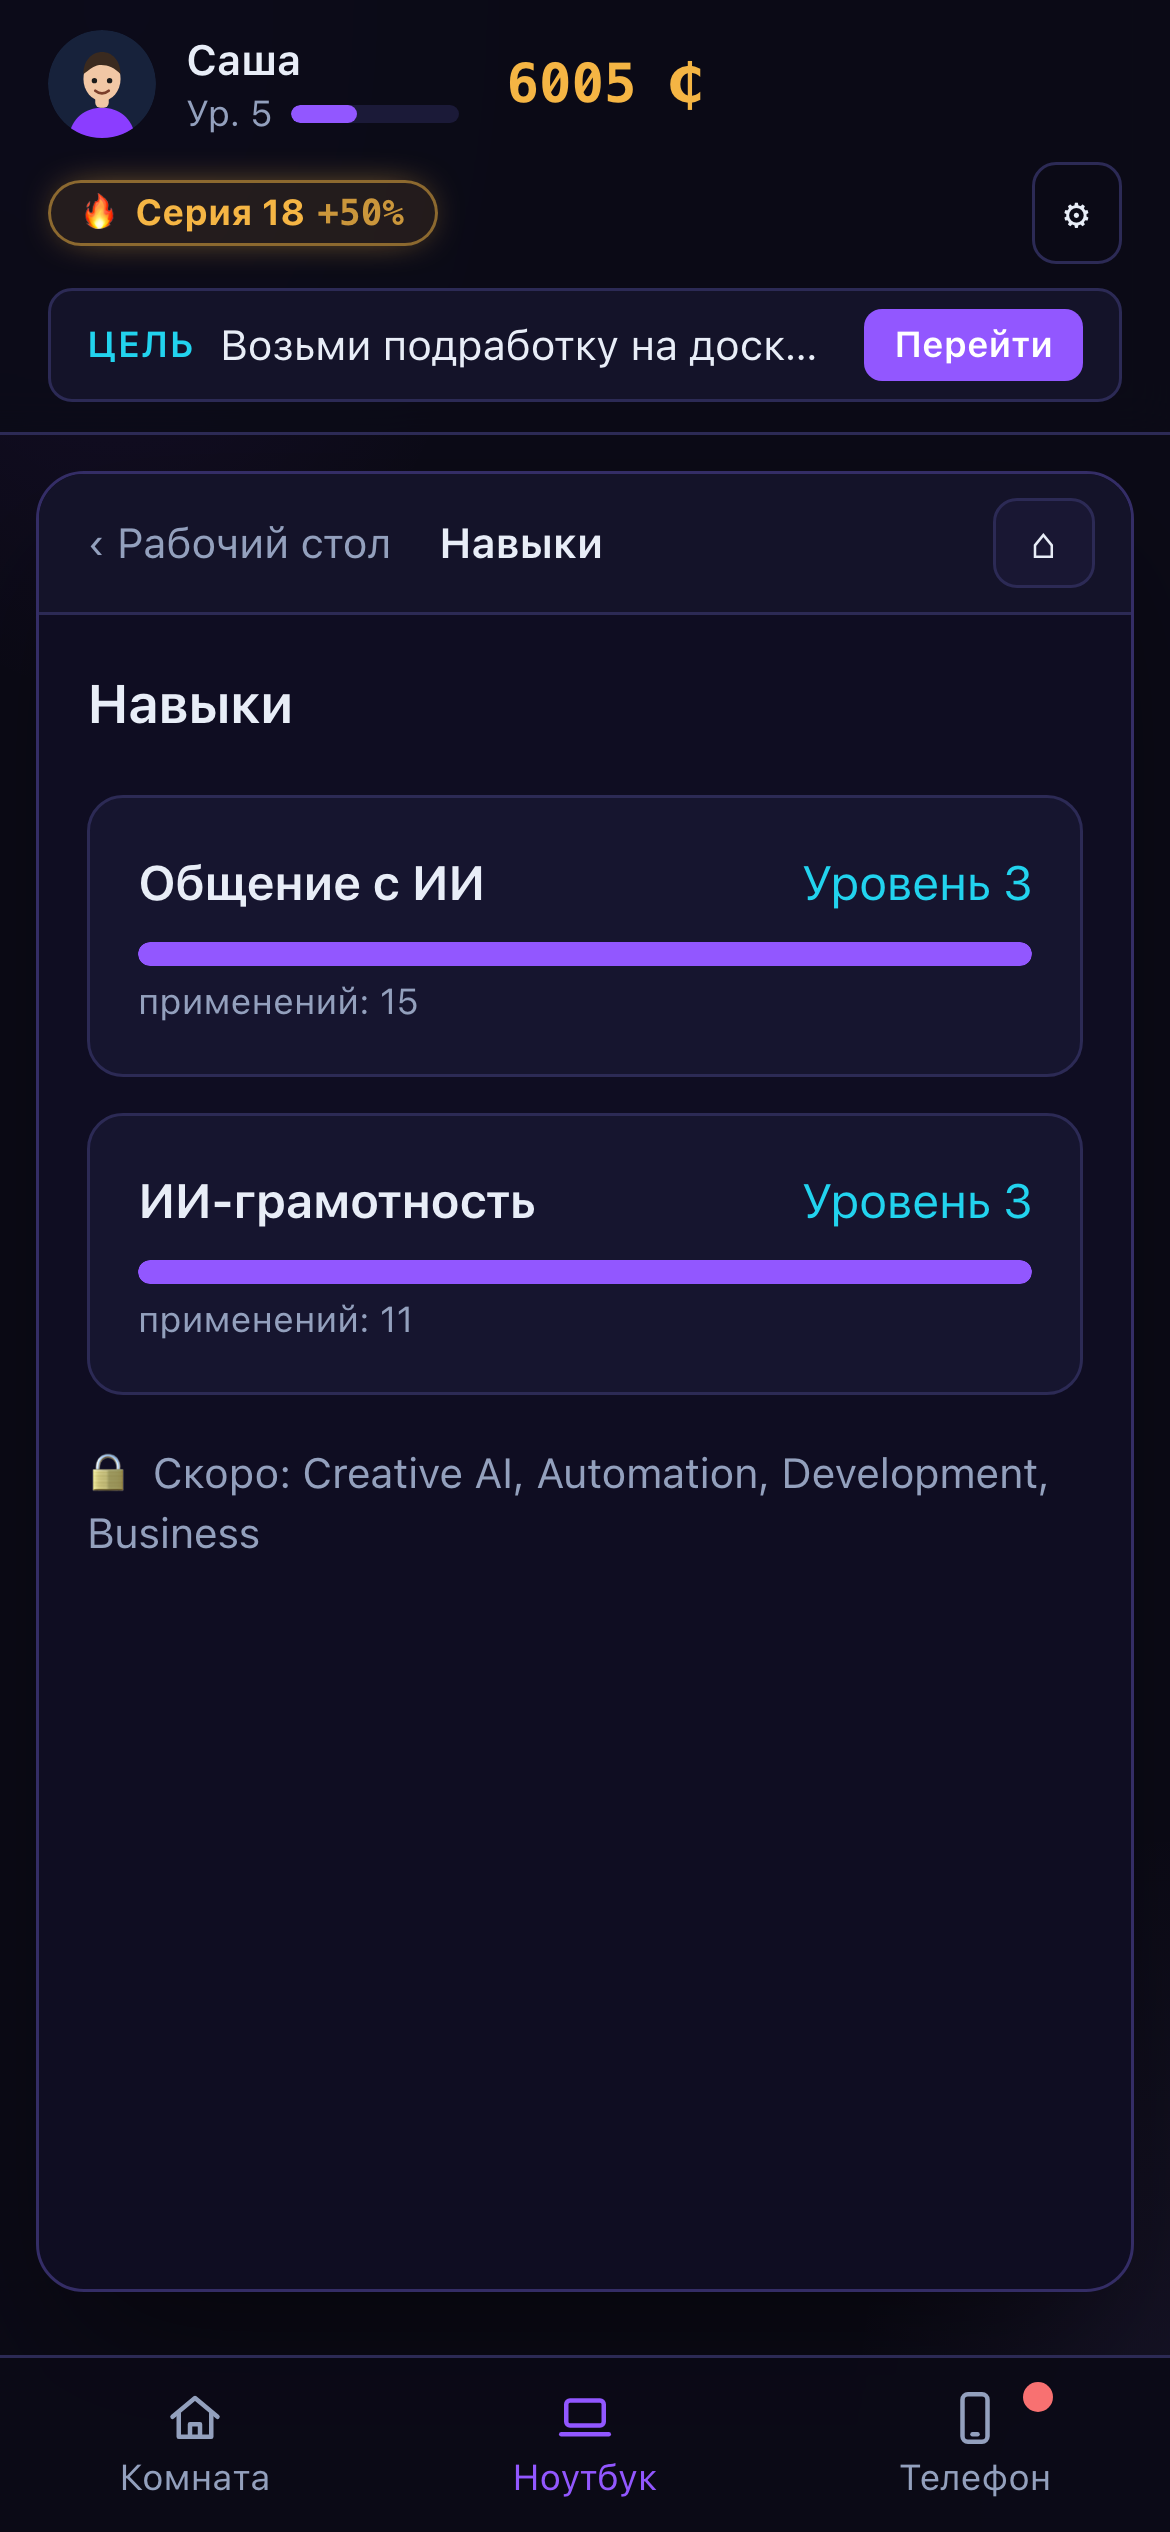 Саша
Ур. 5
6005 ₵
🔥 Серия 18 +50%
ЦЕЛЬ Возьми подработку на доск... Перейти
‹ Рабочий стол Навыки
Навыки
Общение с ИИ Уровень 3
применений: 15
ИИ-грамотность Уровень 3
применений: 11
🔒 Скоро: Creative AI, Automation, Development,
Business
Комната Ноутбук Телефон